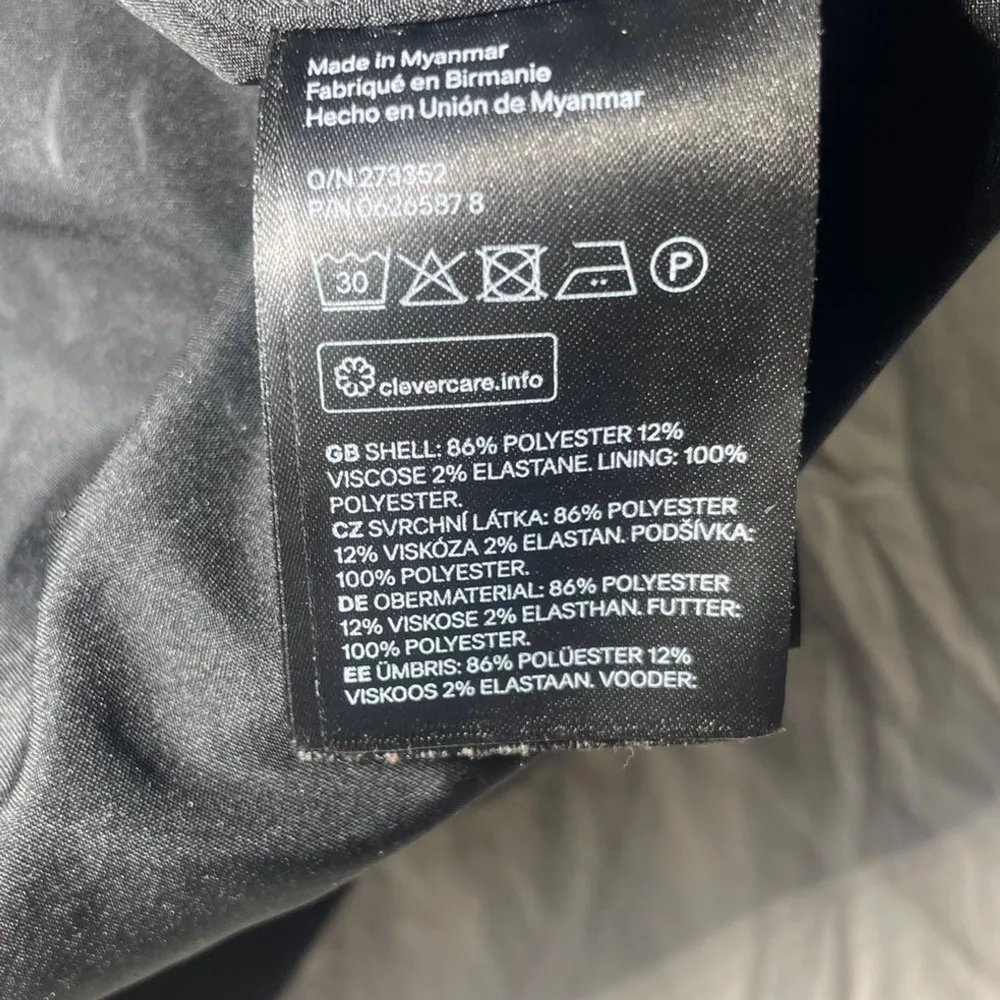 Made in Myanmar
Fabriqué en Birmanie
Hecho en Unión de Myanmar
O/N 273352
P/N 0626587 8
30
P
clevercare.info
GB SHELL: 86% POLYESTER 12%
VISCOSE 2% ELASTANE. LINING: 100%
POLYESTER.
CZ SVRCHNÍ LÁTKA: 86% POLYESTER
12% VISKÓZA 2% ELASTAN. PODŠÍVKA:
100% POLYESTER.
DE OBERMATERIAL: 86% POLYESTER
12% VISKOSE 2% ELASTHAN. FUTTER:
100% POLYESTER.
EE ÜMBRIS: 86% POLÜESTER 12%
VISKOOS 2% ELASTAAN. VOODER: